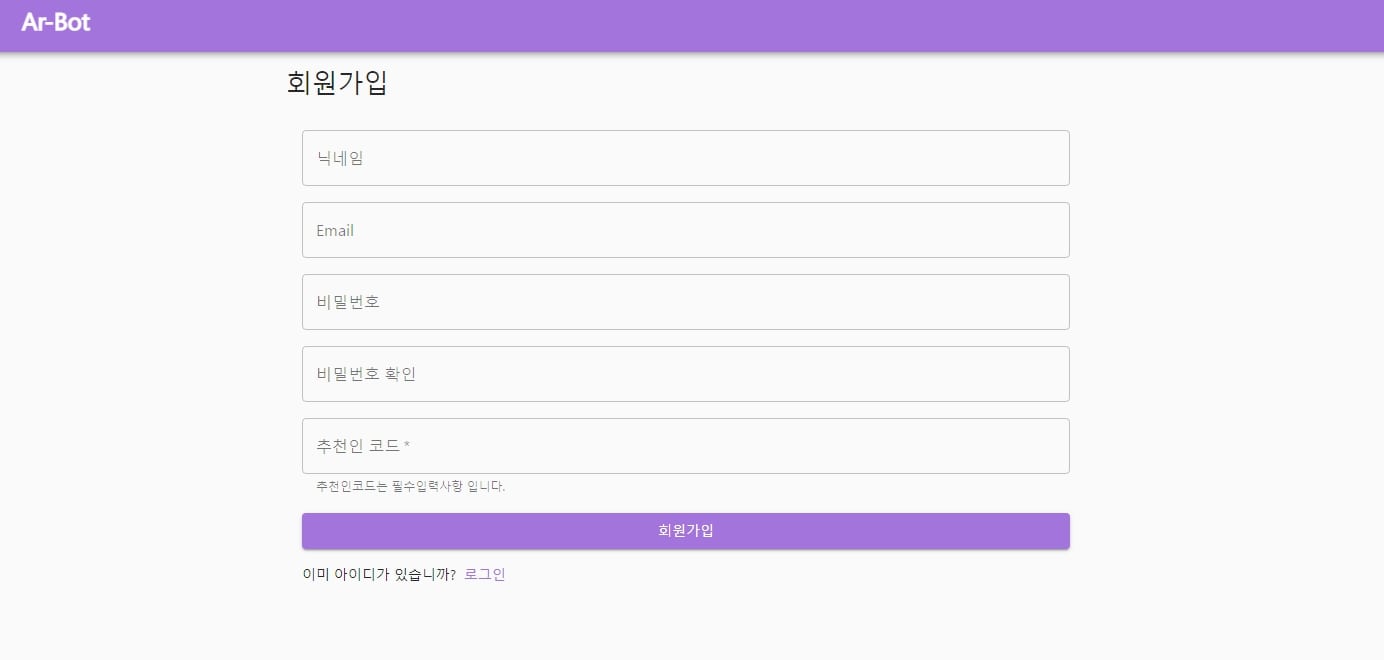 Ar-Bot
회원가입
닉네임
Email
비밀번호
비밀번호 확인
추천인 코드 *
추천인코드는 필수입력사항 입니다.
회원가입
이미 아이디가 있습니까? 로그인